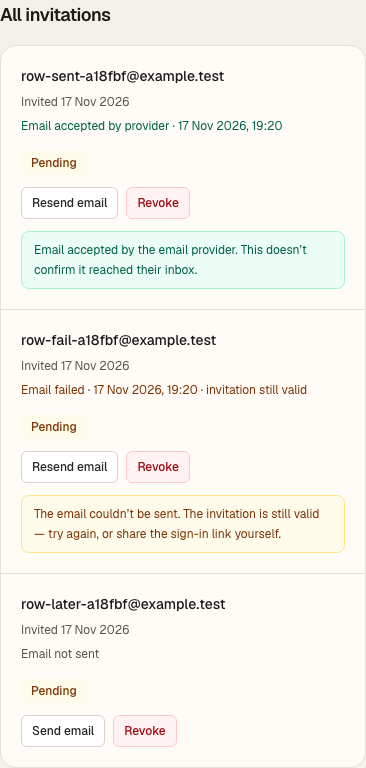 All invitations
row-sent-a18fbf@example.test
Invited 17 Nov 2026
Email accepted by provider · 17 Nov 2026, 19:20
Pending
Resend email Revoke
Email accepted by the email provider. This doesn’t
confirm it reached their inbox.
row-fail-a18fbf@example.test
Invited 17 Nov 2026
Email failed · 17 Nov 2026, 19:20 · invitation still valid
Pending
Resend email Revoke
The email couldn’t be sent. The invitation is still valid
— try again, or share the sign-in link yourself.
row-later-a18fbf@example.test
Invited 17 Nov 2026
Email not sent
Pending
Send email Revoke